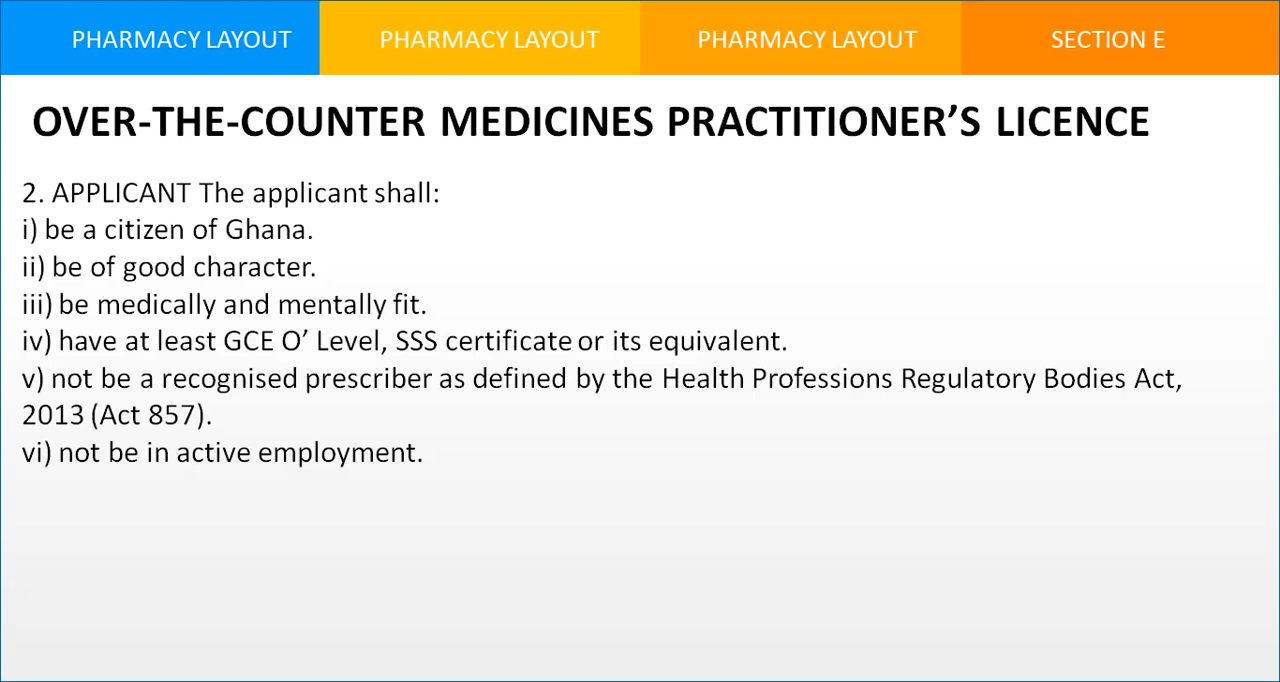 PHARMACY LAYOUT PHARMACY LAYOUT PHARMACY LAYOUT SECTION E
OVER-THE-COUNTER MEDICINES PRACTITIONER’S LICENCE
2. APPLICANT The applicant shall:
i) be a citizen of Ghana.
ii) be of good character.
iii) be medically and mentally fit.
iv) have at least GCE O’ Level, SSS certificate or its equivalent.
v) not be a recognised prescriber as defined by the Health Professions Regulatory Bodies Act,
2013 (Act 857).
vi) not be in active employment.